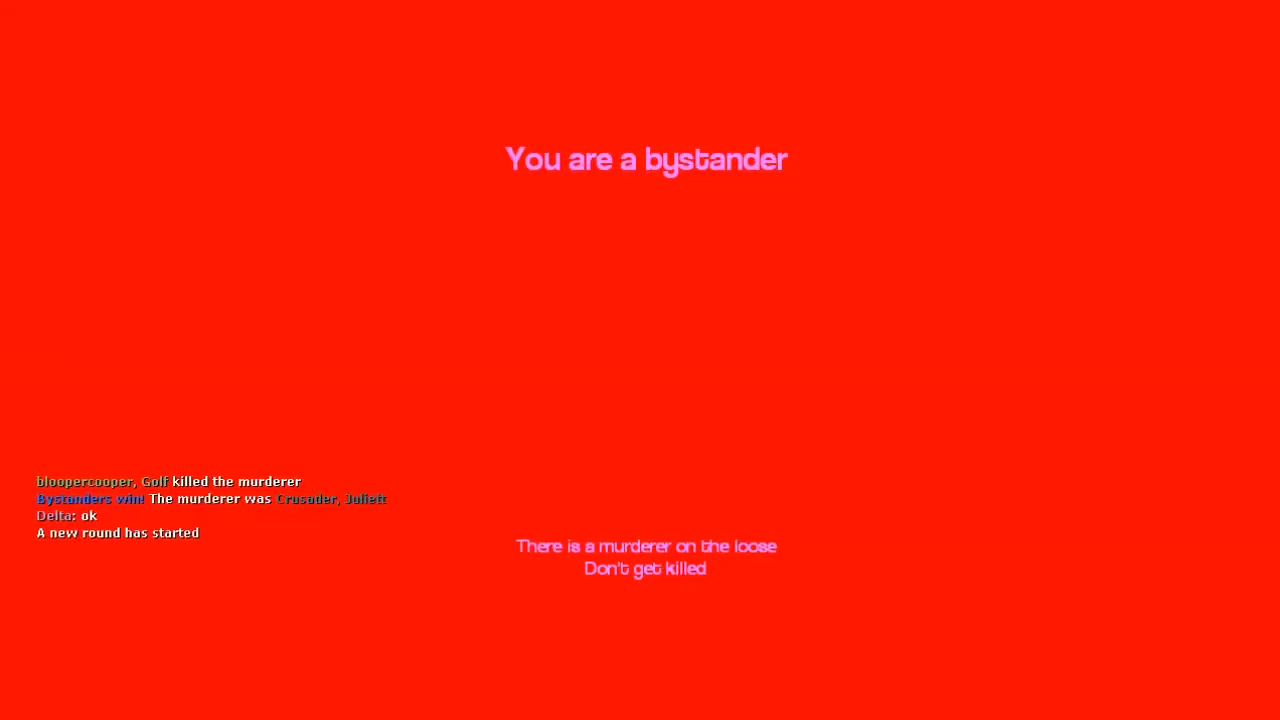 You are a bystander
bloopercooper, Golf killed the murderer
Bystanders win! The murderer was Crusader, Juliett
Delta: ok
A new round has started
There is a murderer on the loose
Don't get killed